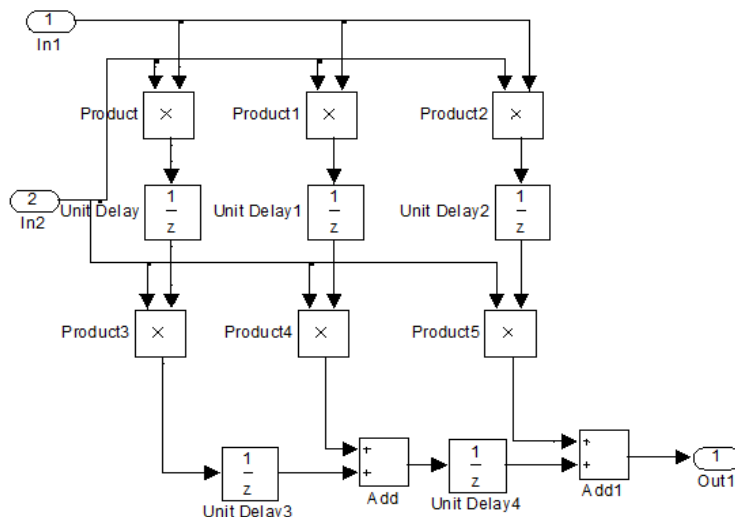 1
In1
Product
×
Product1
×
Product2
×
2
In2
Unit Delay
1
z
Unit Delay1
1
z
Unit Delay2
1
z
Product3
×
Product4
×
Product5
×
1
z
Unit Delay3
+
+
Add
1
z
Unit Delay4
+
+
Add1
1
Out1